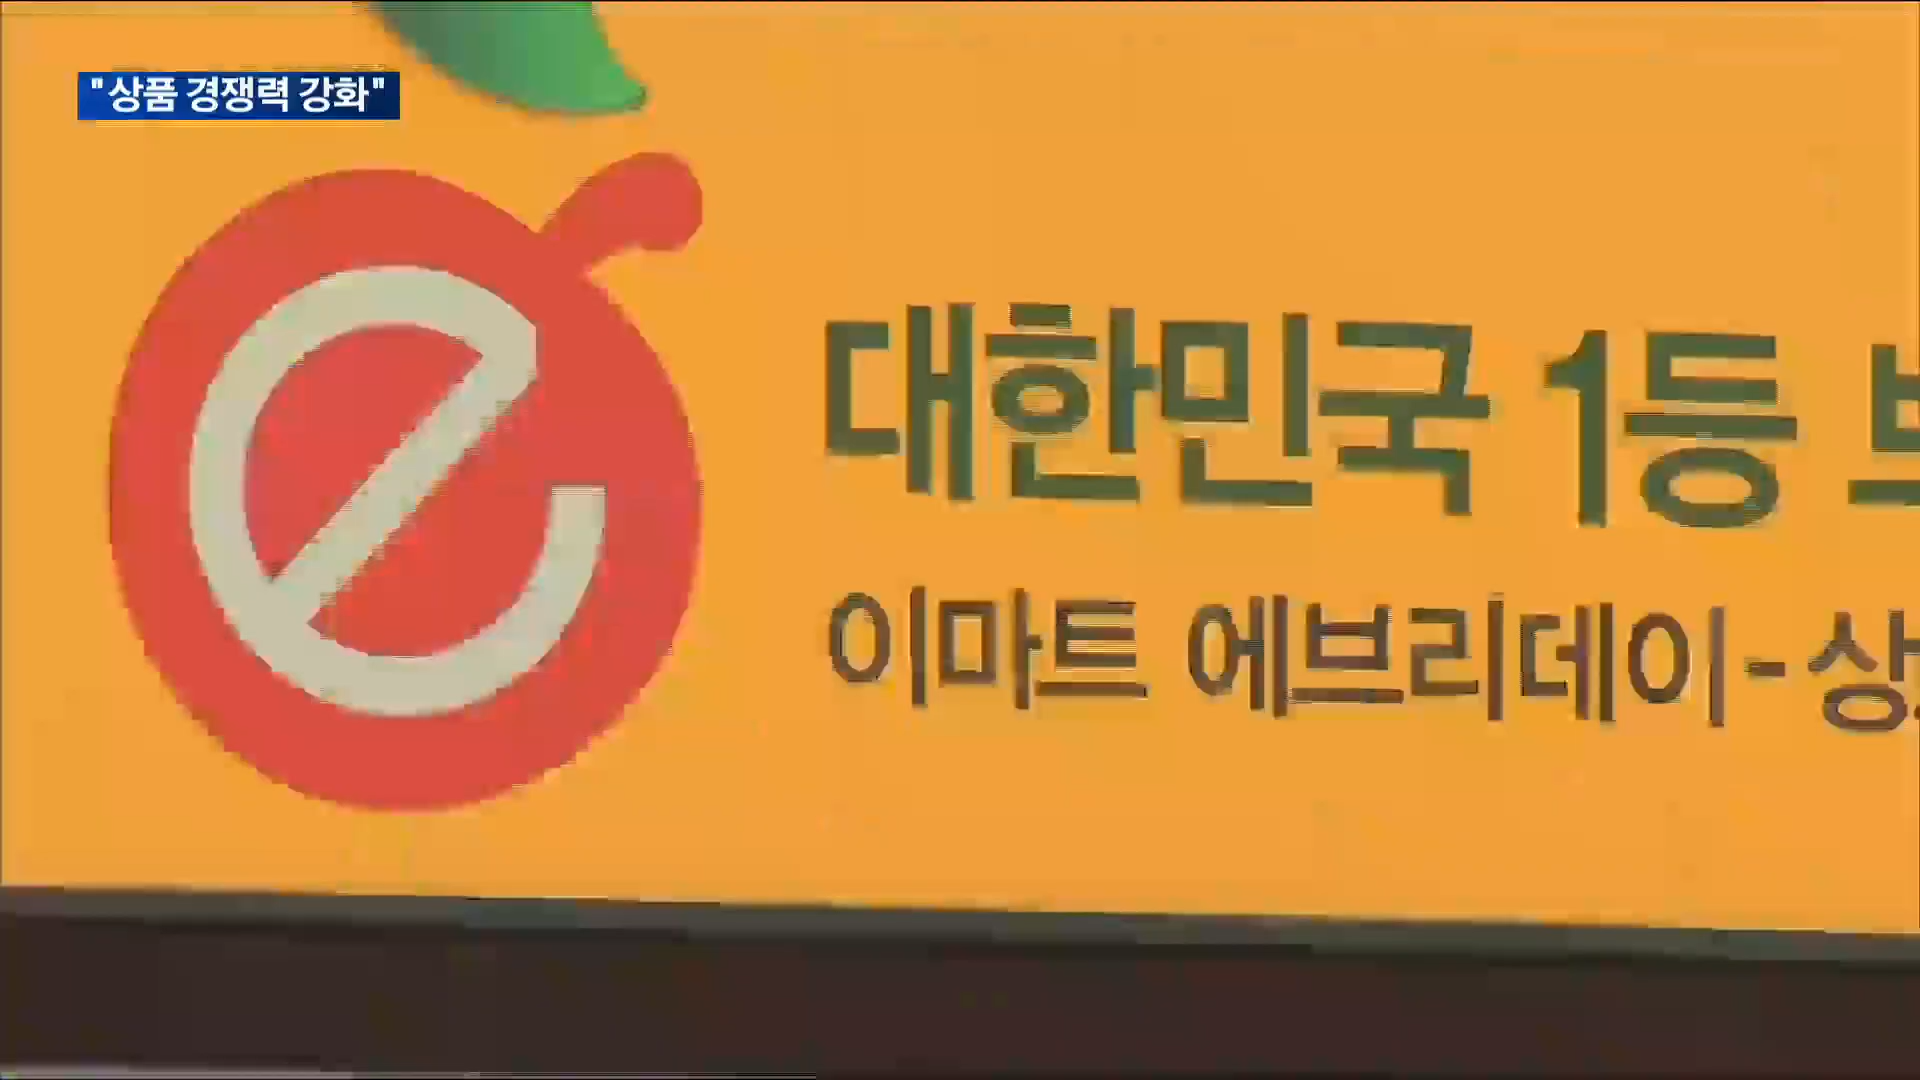 "상품 경쟁력 강화"
e
대한민국 1등
이마트 에브리데이 - 상